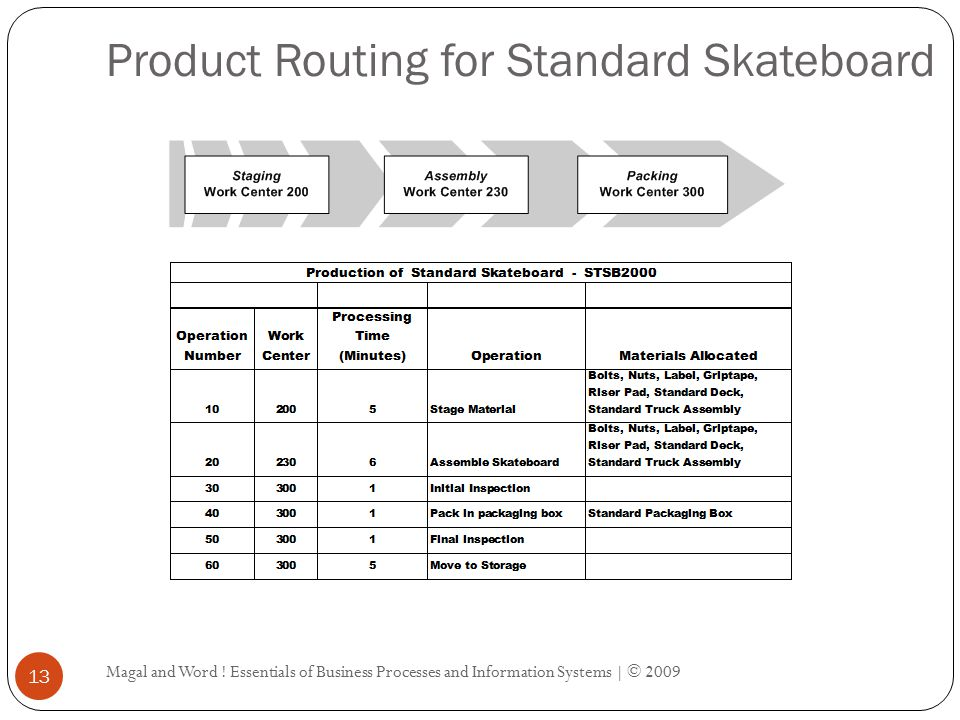 Product Routing for Standard Skateboard
Staging
Work Center 200
Assembly
Work Center 230
Packing
Work Center 300
Production of Standard Skateboard - STSB2000
Operation Number Work Center Processing Time (Minutes) Operation Materials Allocated
10 200 5 Stage Material Bolts, Nuts, Label, Griptape,
Riser Pad, Standard Deck,
Standard Truck Assembly
20 230 6 Assemble Skateboard Bolts, Nuts, Label, Griptape,
Riser Pad, Standard Deck,
Standard Truck Assembly
30 300 1 Initial Inspection
40 300 1 Pack in packaging box Standard Packaging Box
50 300 1 Final Inspection
60 300 5 Move to Storage
13
Magal and Word ! Essentials of Business Processes and Information Systems | © 2009